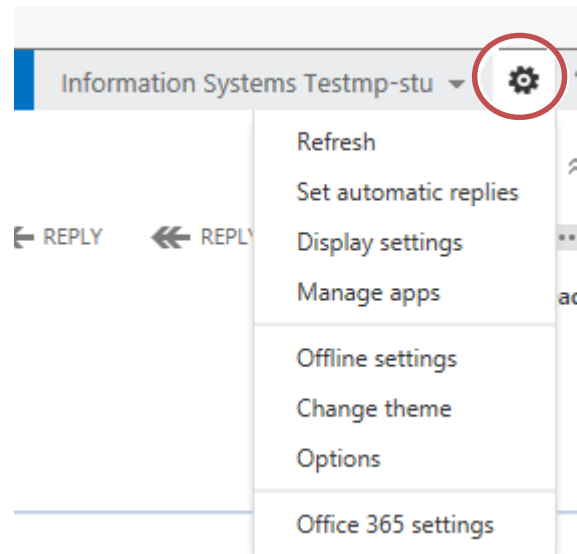 Information Systems Testmp-stu
Refresh
Set automatic replies
REPLY REPLY
Display settings
Manage apps
Offline settings
Change theme
Options
Office 365 settings